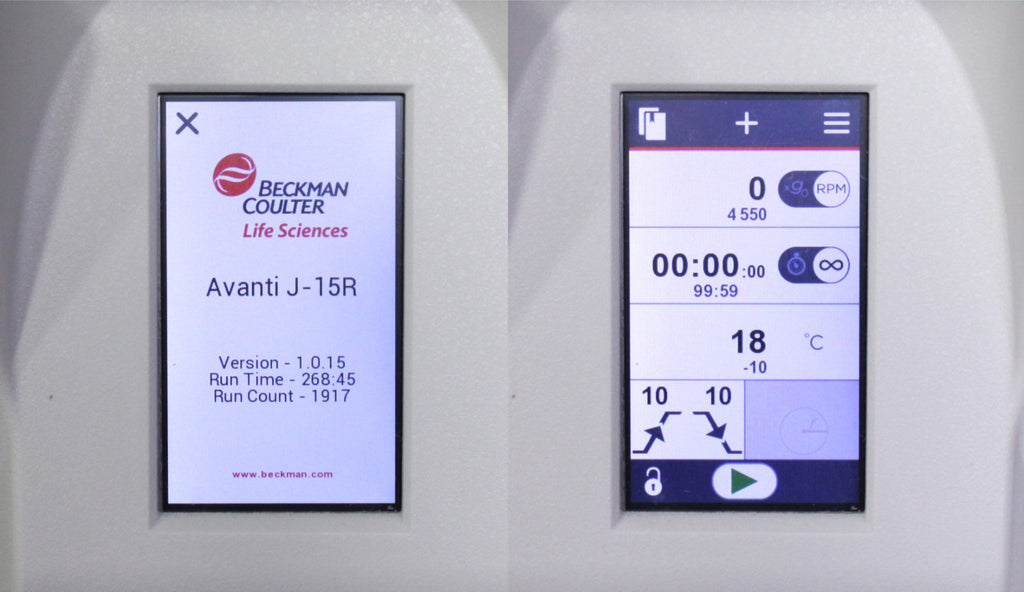 BECKMAN
COULTER
Life Sciences
Avanti J-15R
Version - 1.0.15
Run Time - 268:45
Run Count - 1917
www.beckman.com
0 ×g RPM
4 550
00:00:00 ∞
99:59
18 °C
-10
10 10
r